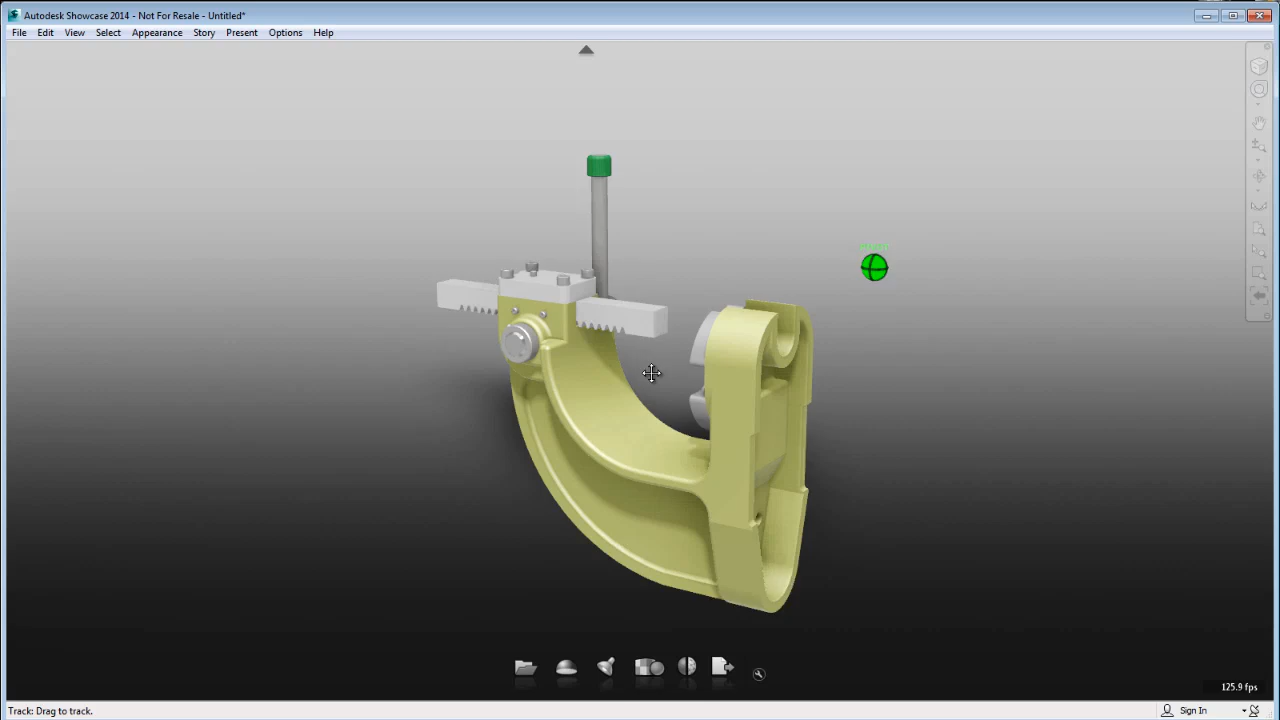 Autodesk Showcase 2014 - Not For Resale - Untitled*
File Edit View Select Appearance Story Present Options Help
125.9 fps
Track: Drag to track.
Sign In